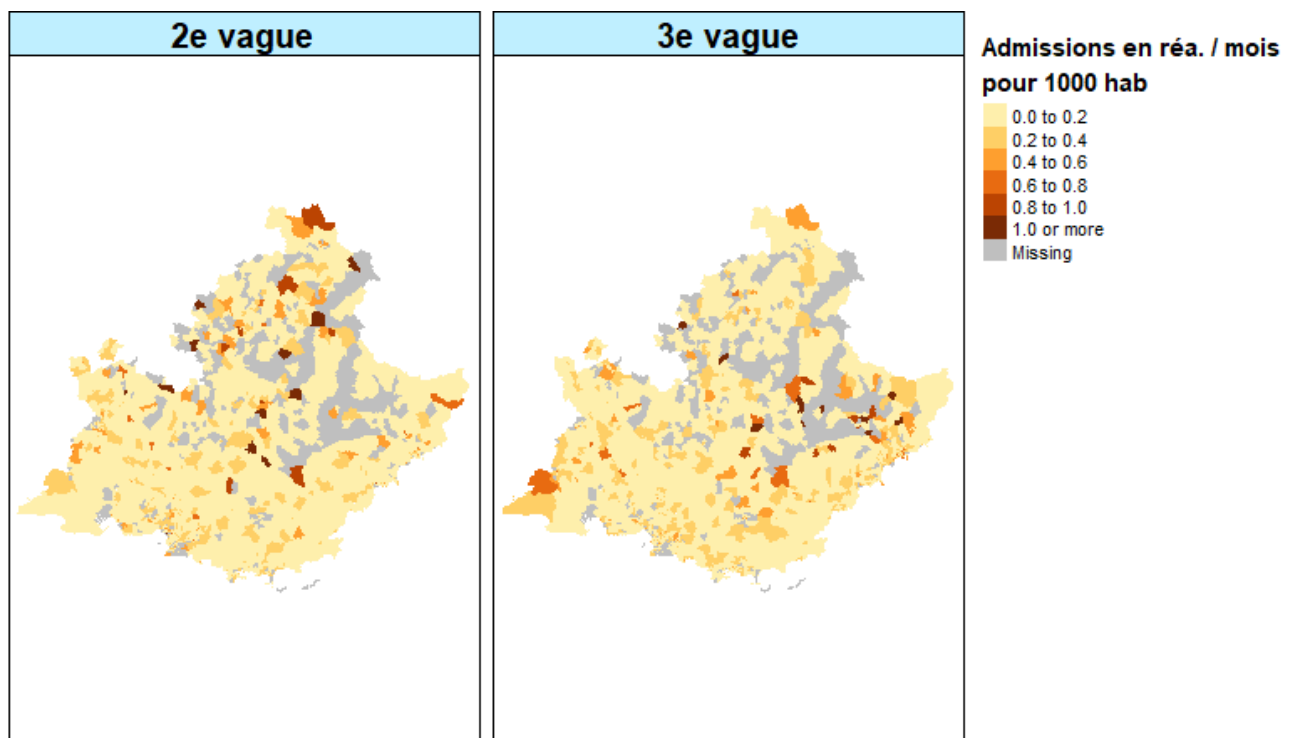 2e vague
3e vague
Admissions en réa. / mois
pour 1000 hab
0.0 to 0.2
0.2 to 0.4
0.4 to 0.6
0.6 to 0.8
0.8 to 1.0
1.0 or more
Missing